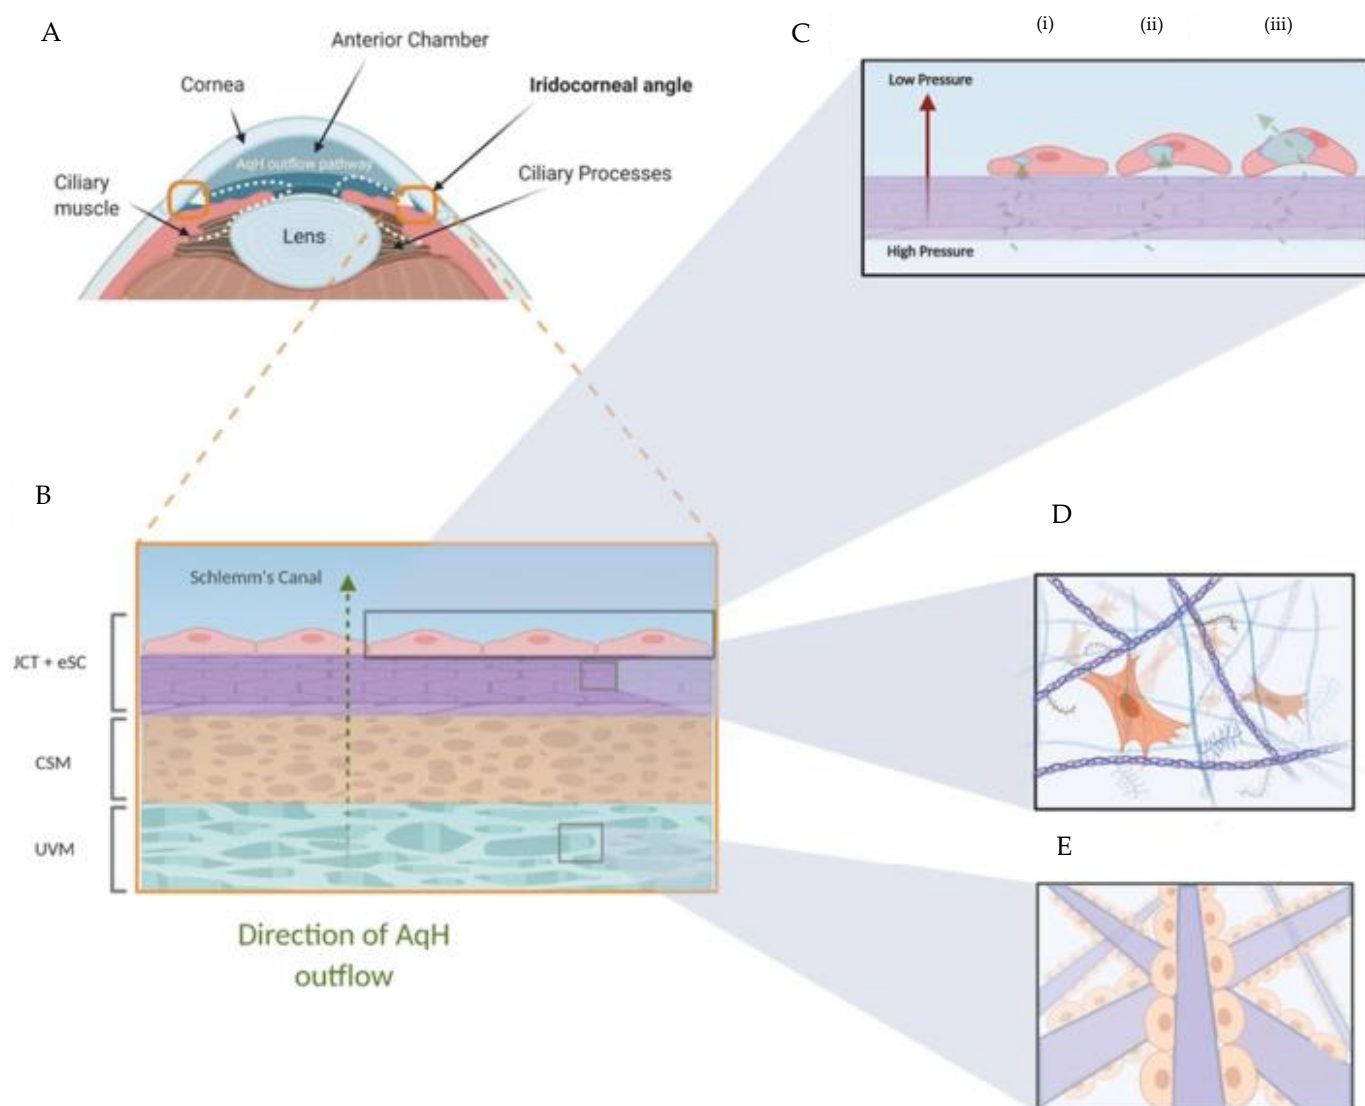 A
Anterior Chamber
Cornea
Iridocorneal angle
AqH outflow pathway
Ciliary Processes
Ciliary
muscle
Lens
C
(i)
(ii)
(iii)
Low Pressure
High Pressure
B
Schlemm's Canal
JCT + eSC
CSM
UVM
Direction of AqH
outflow
D
E